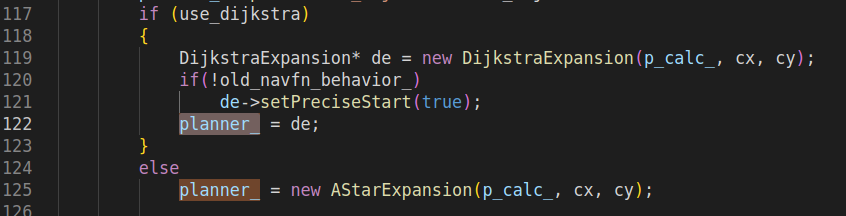 117 if (use_dijkstra)
118 {
119 DijkstraExpansion* de = new DijkstraExpansion(p_calc_, cx, cy);
120 if(!old_navfn_behavior_)
121 de->setPreciseStart(true);
122 planner_ = de;
123 }
124 else
125 planner_ = new AStarExpansion(p_calc_, cx, cy);
126